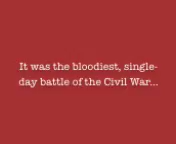 It was the bloodiest, single-
day battle of the Civil War...